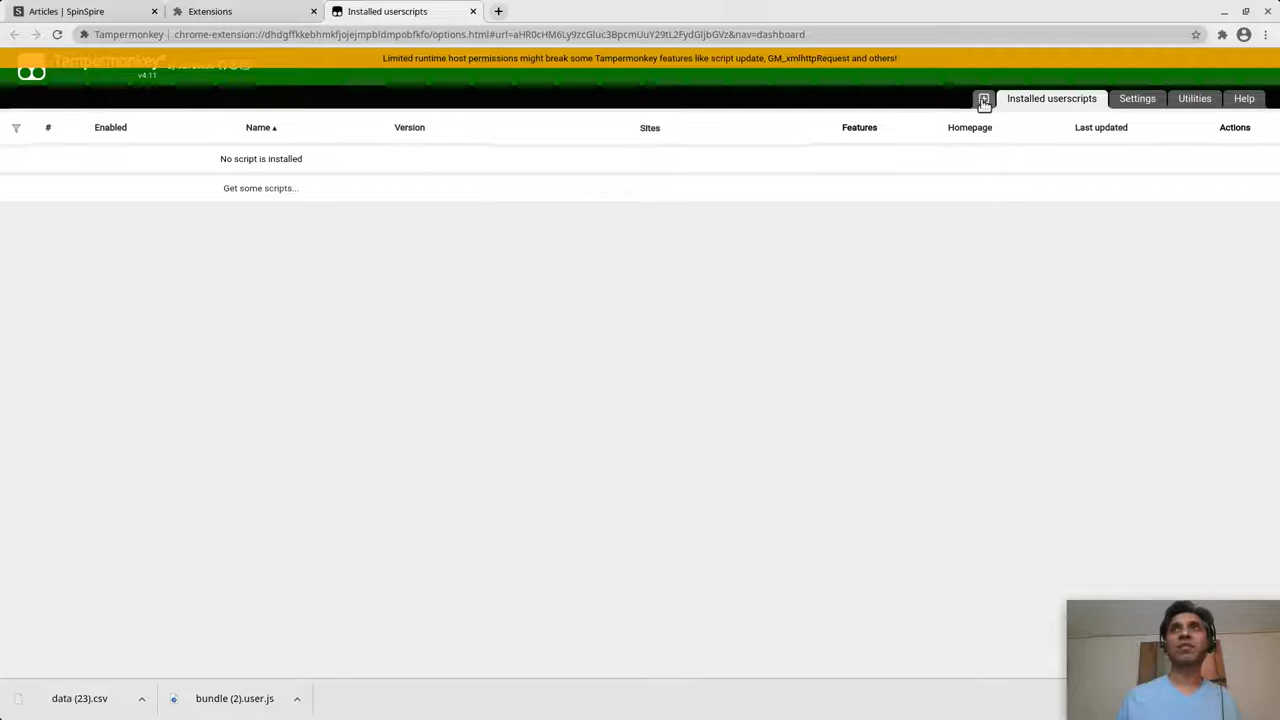 Articles | SpinSpire
Extensions
Installed userscripts
Tampermonkey
chrome-extension://dhdgffkkebhmkfjojejmpbldmpobfkfo/options.html#url=aHR0cHM6Ly9zcGluc3BpcmUuY29tL2FydGljbGVz&nav=dashboard
Limited runtime host permissions might break some Tampermonkey features like script update, GM_xmlhttpRequest and others!
Tampermonkey®
v4.11
Installed userscripts
Settings
Utilities
Help
# Enabled Name ▴ Version Sites Features Homepage Last updated Actions
No script is installed
Get some scripts...
data (23).csv
bundle (2).user.js